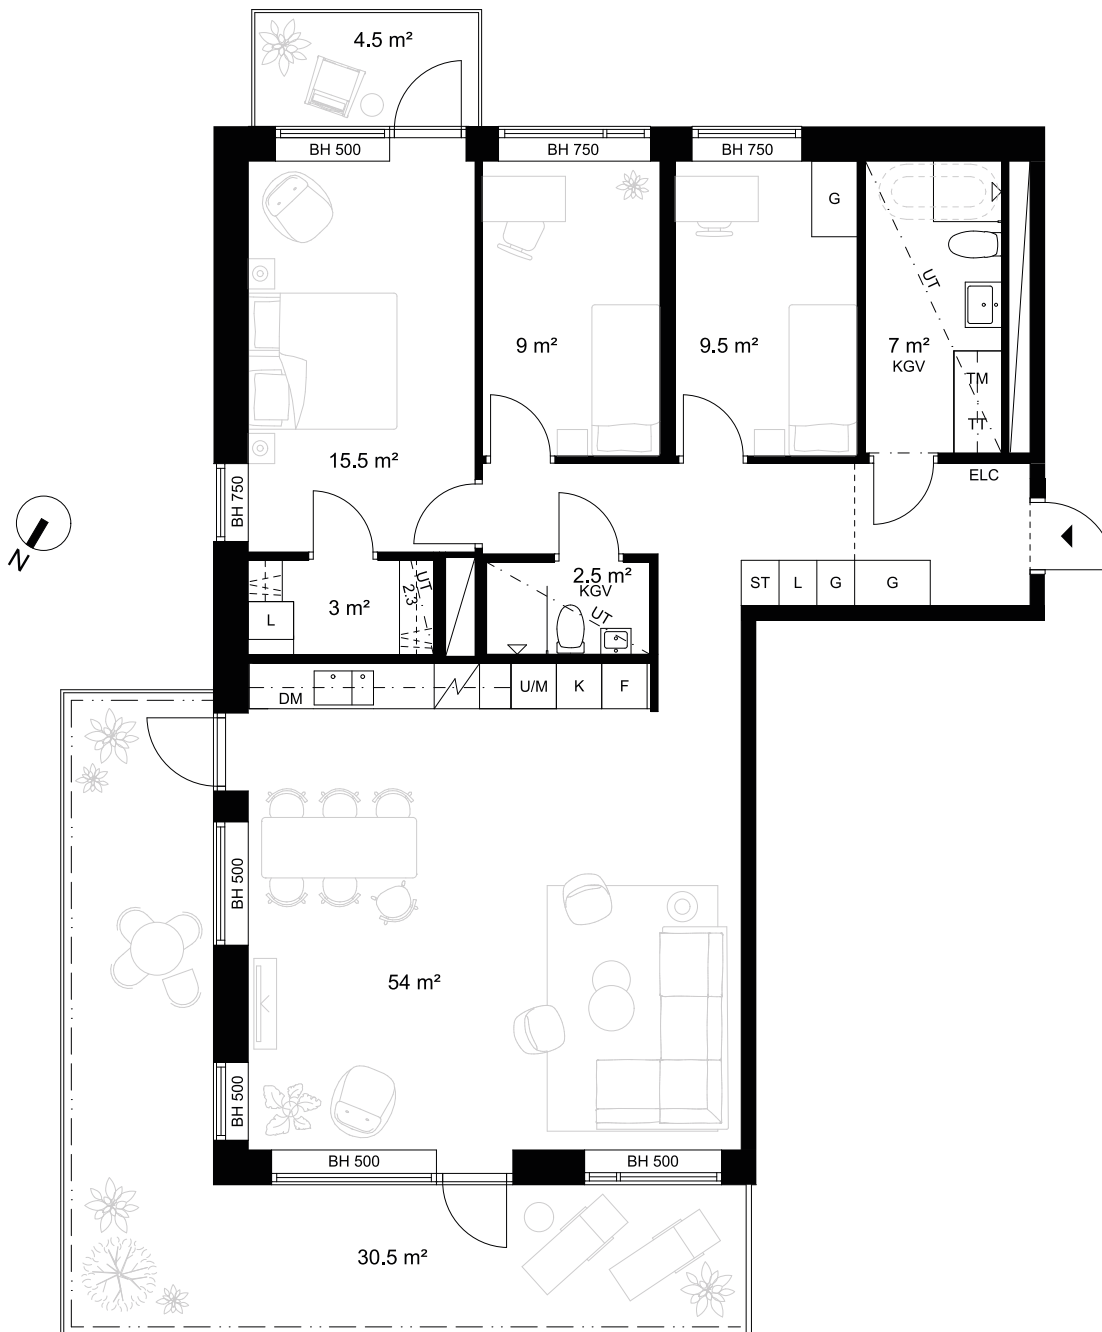 4.5 m²
BH 500
BH 750
BH 750
G
UT
9 m²
9.5 m²
7 m²
KGV
TM
TT
15.5 m²
BH 750
ELC
N
2.5 m²
KGV
UT
UT
2.3
3 m²
L
ST
L
G
G
DM
U/M
K
F
BH 500
54 m²
BH 500
BH 500
BH 500
30.5 m²